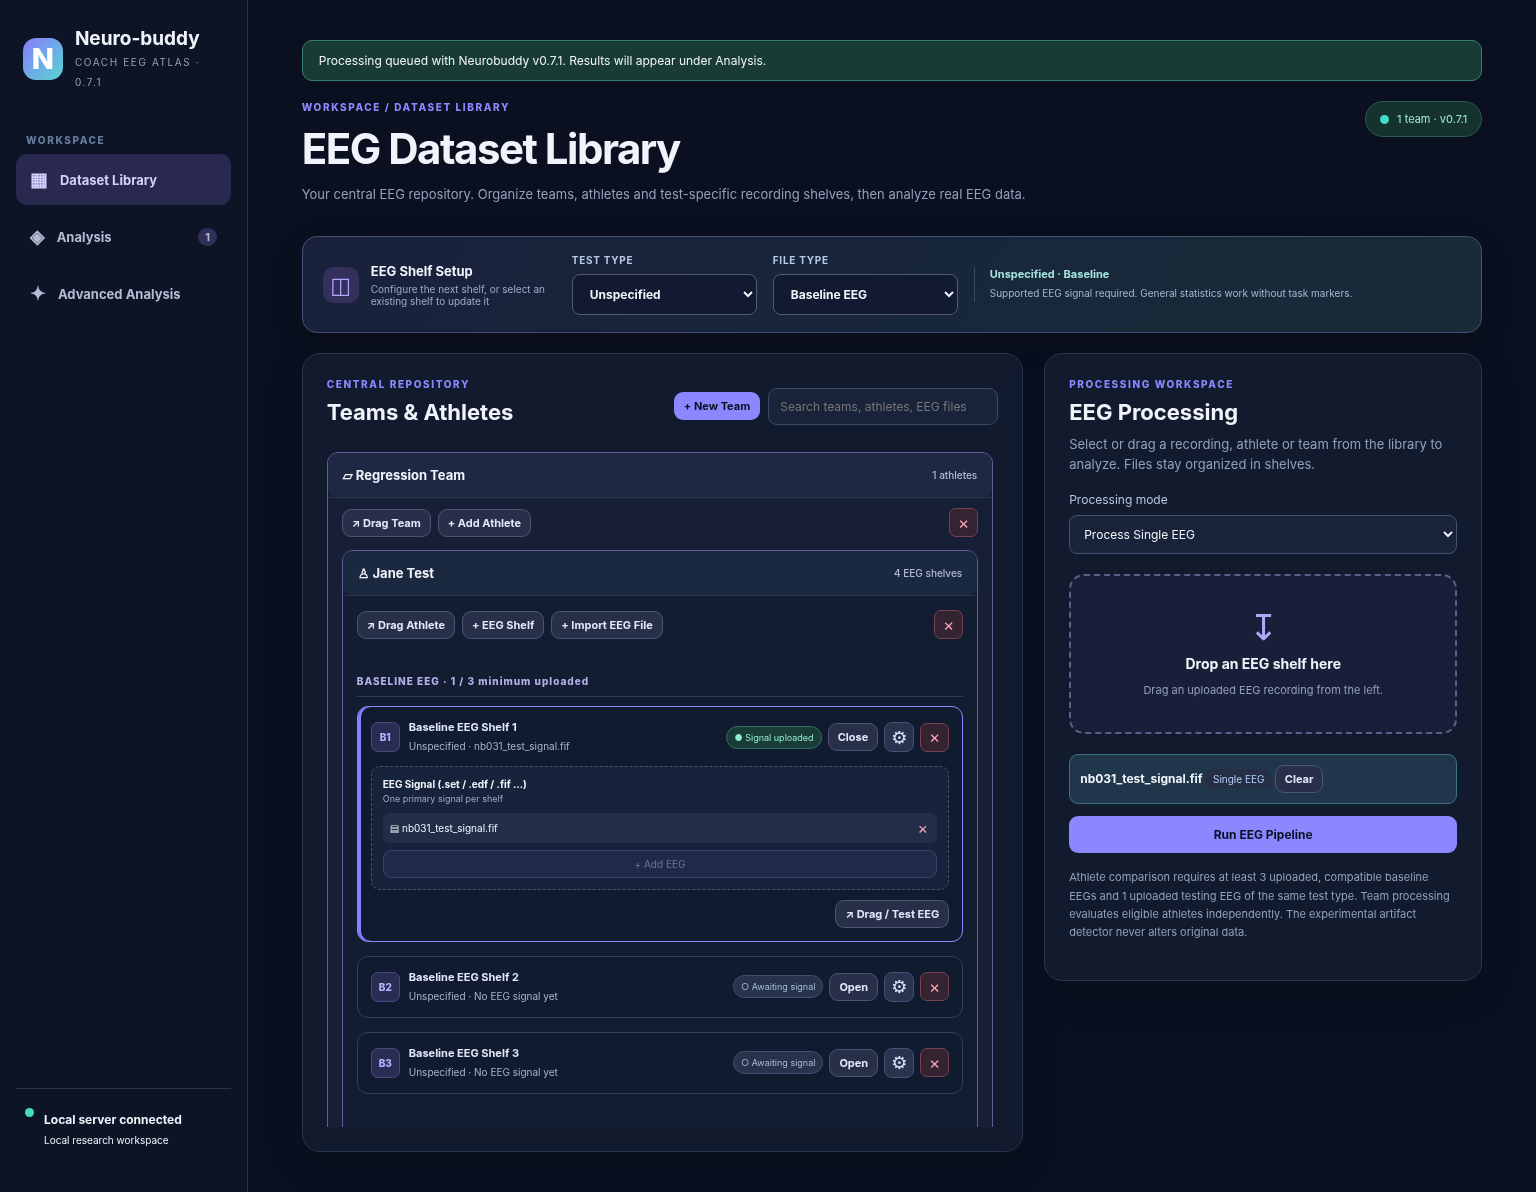 N
Neuro-buddy
COACH EEG ATLAS ·
0.7.1
WORKSPACE
Dataset Library
Analysis
1
Advanced Analysis
Local server connected
Local research workspace
Processing queued with Neurobuddy v0.7.1. Results will appear under Analysis.
WORKSPACE / DATASET LIBRARY
EEG Dataset Library
1 team · v0.7.1
Your central EEG repository. Organize teams, athletes and test-specific recording shelves, then analyze real EEG data.
EEG Shelf Setup
Configure the next shelf, or select an
existing shelf to update it
TEST TYPE
Unspecified
FILE TYPE
Baseline EEG
Unspecified · Baseline
Supported EEG signal required. General statistics work without task markers.
CENTRAL REPOSITORY
Teams & Athletes
+ New Team
Search teams, athletes, EEG files
Regression Team
1 athletes
↗ Drag Team
+ Add Athlete
×
Jane Test
4 EEG shelves
↗ Drag Athlete
+ EEG Shelf
+ Import EEG File
×
BASELINE EEG · 1 / 3 minimum uploaded
B1
Baseline EEG Shelf 1
Unspecified · nb031_test_signal.fif
● Signal uploaded
Close
×
EEG Signal (.set / .edf / .fif ...)
One primary signal per shelf
nb031_test_signal.fif
×
+ Add EEG
↗ Drag / Test EEG
B2
Baseline EEG Shelf 2
Unspecified · No EEG signal yet
○ Awaiting signal
Open
×
B3
Baseline EEG Shelf 3
Unspecified · No EEG signal yet
○ Awaiting signal
Open
×
PROCESSING WORKSPACE
EEG Processing
Select or drag a recording, athlete or team from the library to
analyze. Files stay organized in shelves.
Processing mode
Process Single EEG
Drop an EEG shelf here
Drag an uploaded EEG recording from the left.
nb031_test_signal.fif
Single EEG
Clear
Run EEG Pipeline
Athlete comparison requires at least 3 uploaded, compatible baseline
EEGs and 1 uploaded testing EEG of the same test type. Team processing
evaluates eligible athletes independently. The experimental artifact
detector never alters original data.